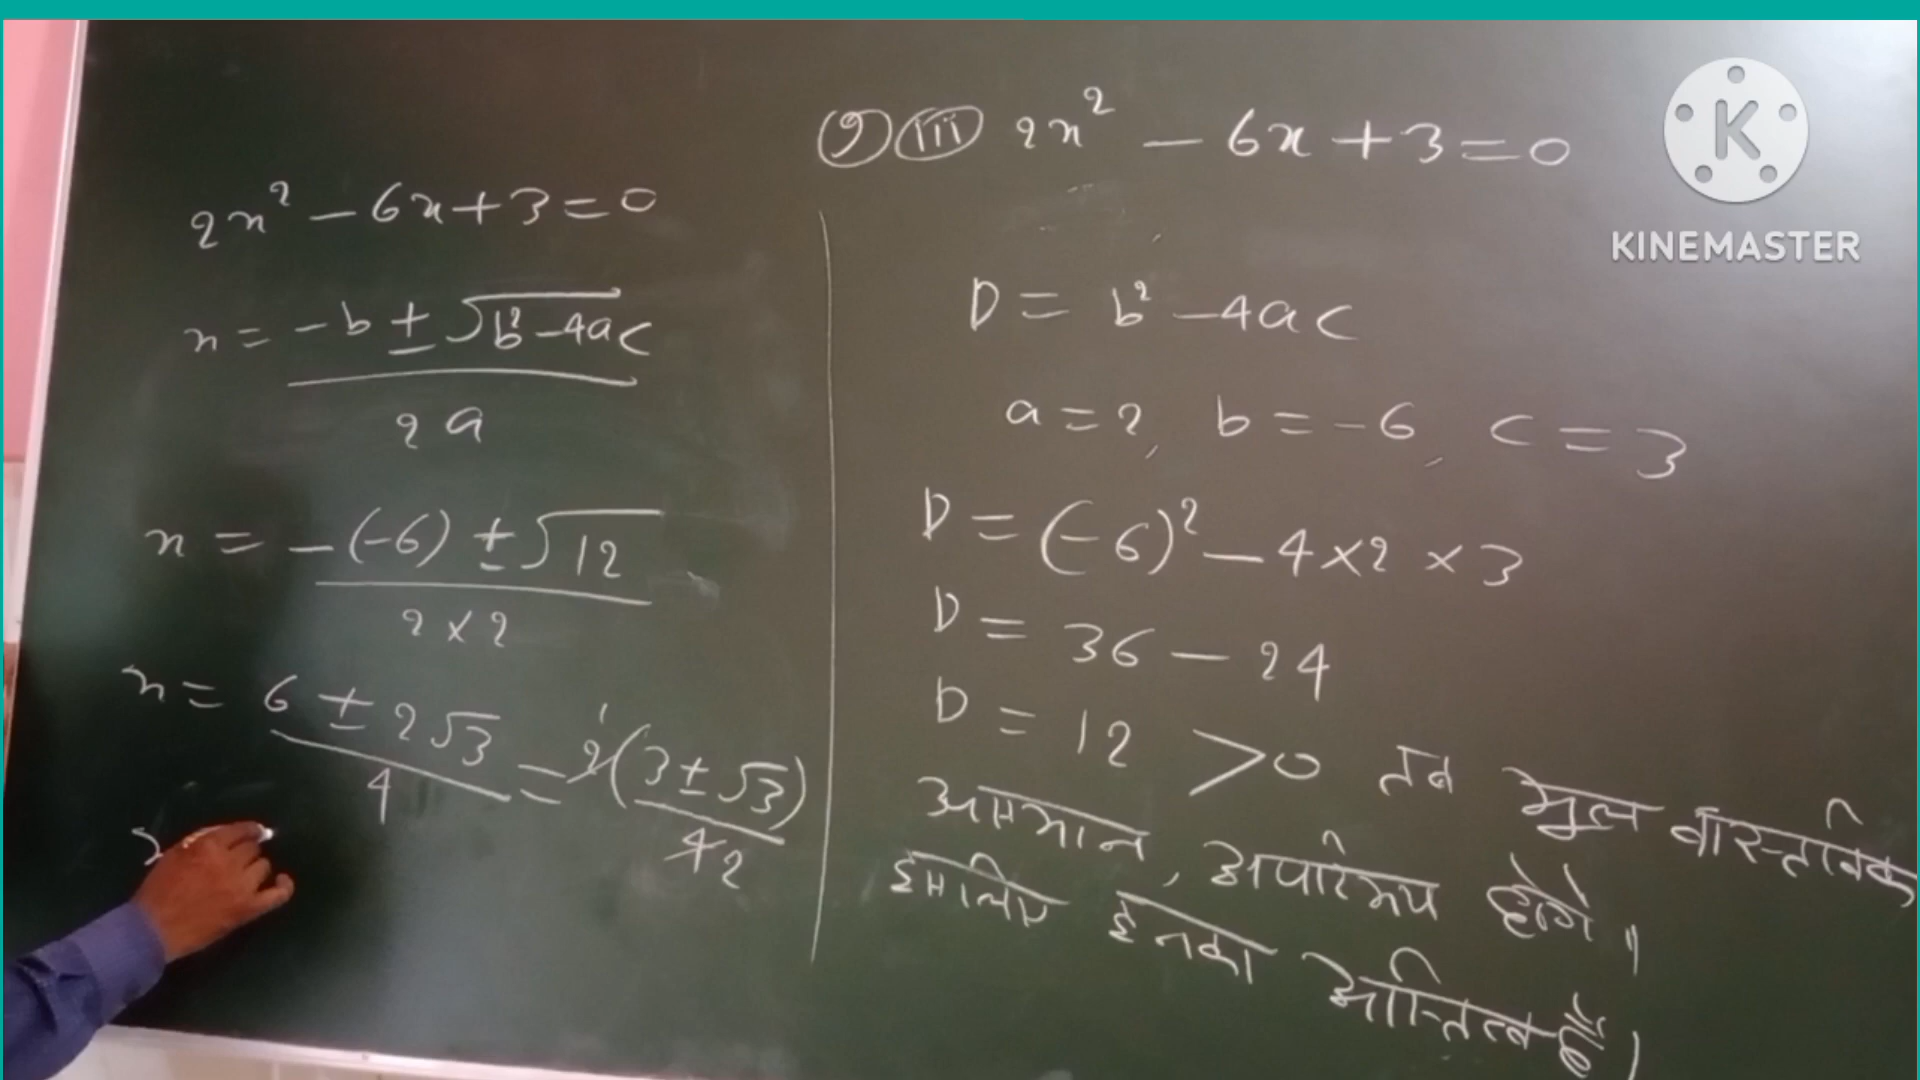 १ iii 2x² - 6x + 3 = 0
2x² - 6x + 3 = 0
x = (-b ± √(b² - 4ac)) / 2a
x = (-(-6) ± √12) / 2×2
x = (6 ± 2√3) / 4 = 2(3 ± √3) / 4 2
D = b² - 4ac
a = 2, b = -6, c = 3
D = (-6)² - 4×2×3
D = 36 - 24
D = 12 > 0 तब मूल वास्तविक
असमान, अपरिमेय होंगे।
इसलिए इनका अस्तित्व है।
KINEMASTER